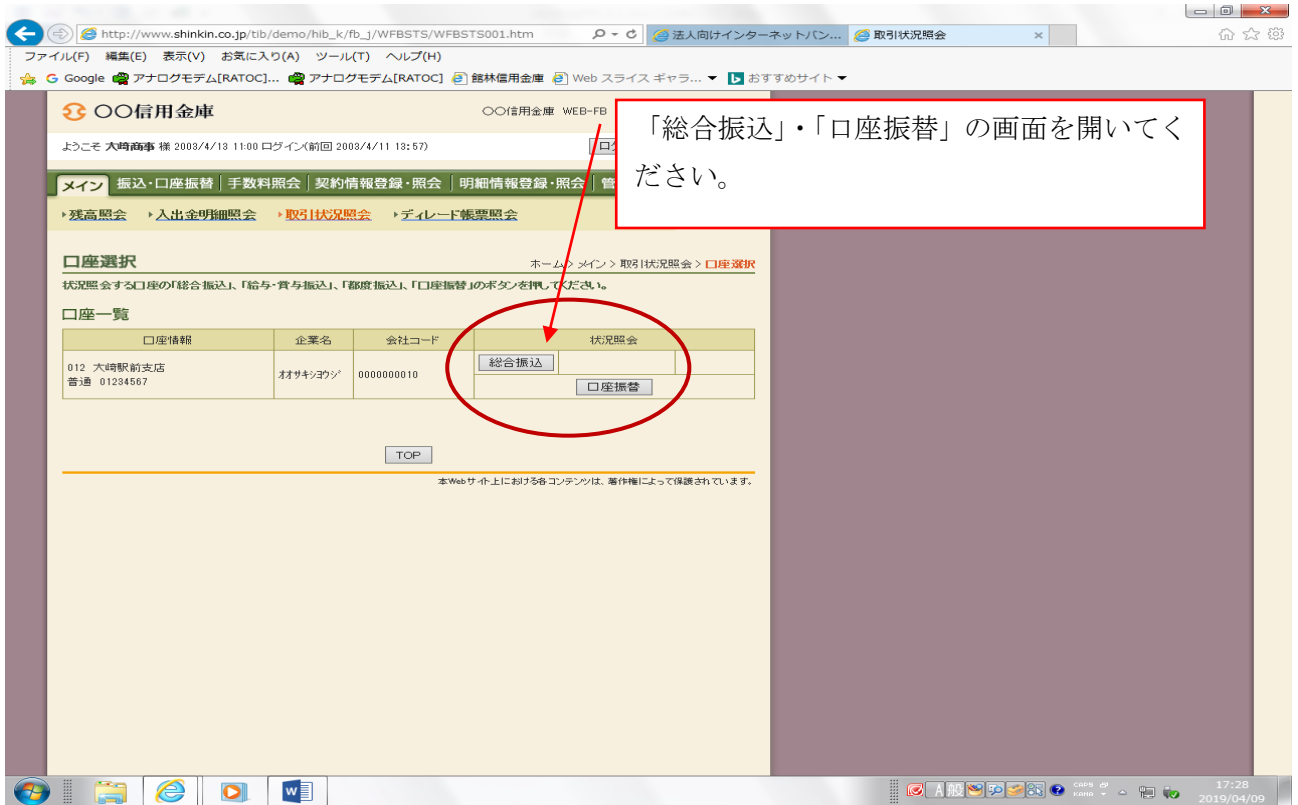 http://www.shinkin.co.jp/tib/demo/hib_k/fb_j/WFBSTS/WFBSTS001.htm
法人向けインターネットバン...
取引状況照会
ファイル(F) 編集(E) 表示(V) お気に入り(A) ツール(T) ヘルプ(H)
Google アナログモデム[RATOC]... アナログモデム[RATOC] 館林信用金庫 Web スライス ギャラ... おすすめサイト
〇〇信用金庫
〇〇信用金庫 WEB-FB
「総合振込」・「口座振替」の画面を開いてく
ださい。
ようこそ 大崎商事 様 2003/4/13 11:00 ログイン(前回 2003/4/11 13:57)
メイン 振込・口座振替 手数料照会 契約情報登録・照会 明細情報登録・照会 管
残高照会 入出金明細照会 取引状況照会 ディレード帳票照会
口座選択
ホーム > メイン > 取引状況照会 > 口座選択
状況照会する口座の「総合振込」、「給与・賞与振込」、「都度振込」、「口座振替」のボタンを押してください。
口座一覧
口座情報 企業名 会社コード 状況照会
012 大崎駅前支店
普通 01234567
オオサキシヨウジ 0000000010
総合振込
口座振替
TOP
本Webサイト上における各コンテンツは、著作権によって保護されています。
A 般
CAPS
KANA
17:28
2019/04/09